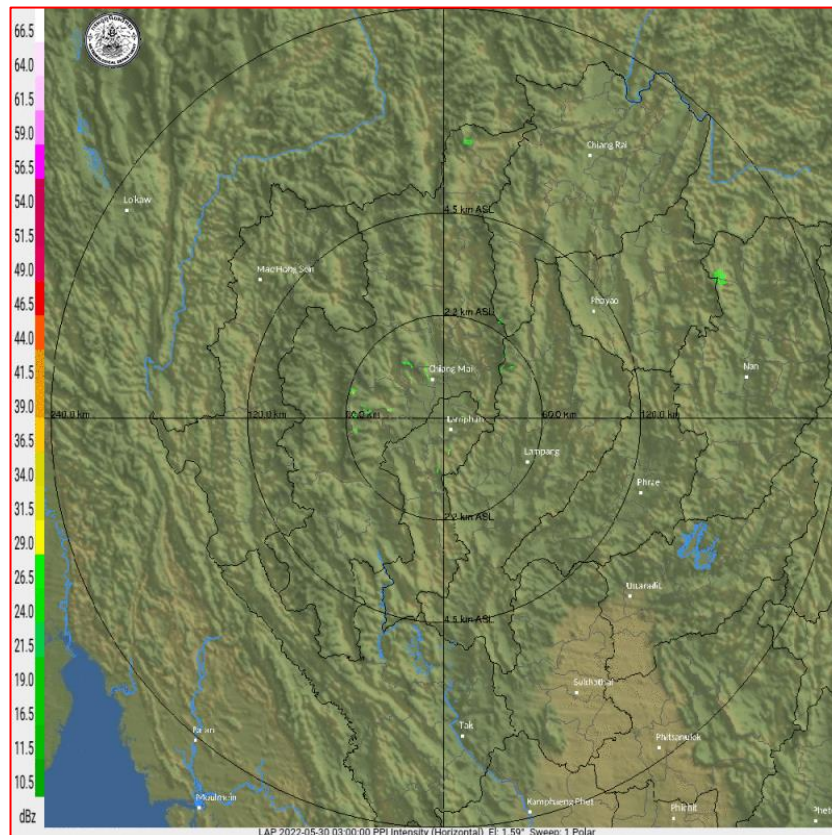 66.5
64.0
61.5
59.0
56.5
54.0
51.5
49.0
46.5
44.0
41.5
39.0
36.5
34.0
31.5
29.0
26.5
24.0
21.5
19.0
16.5
11.5
10.5
dBz
Chiang Rai
Loikaw
4.5 km ASL
Mae Hong Son
Phayao
2.2 km ASL
Chiang Mai
Nan
240.0 km
120.0 km
60.0 km
60.0 km
120.0 km
Lamphun
Lampang
Phrae
2.2 km ASL
Uttaradit
4.5 km ASL
Sukhothai
Tak
Pa-an
Phitsanulok
Mu
Kamphaeng Phet
Phichit
Phet
LAP 2022-05-30 03:00:00 PPI Intensity (Horizontal) El: 1.59° Sweep: 1 Polar